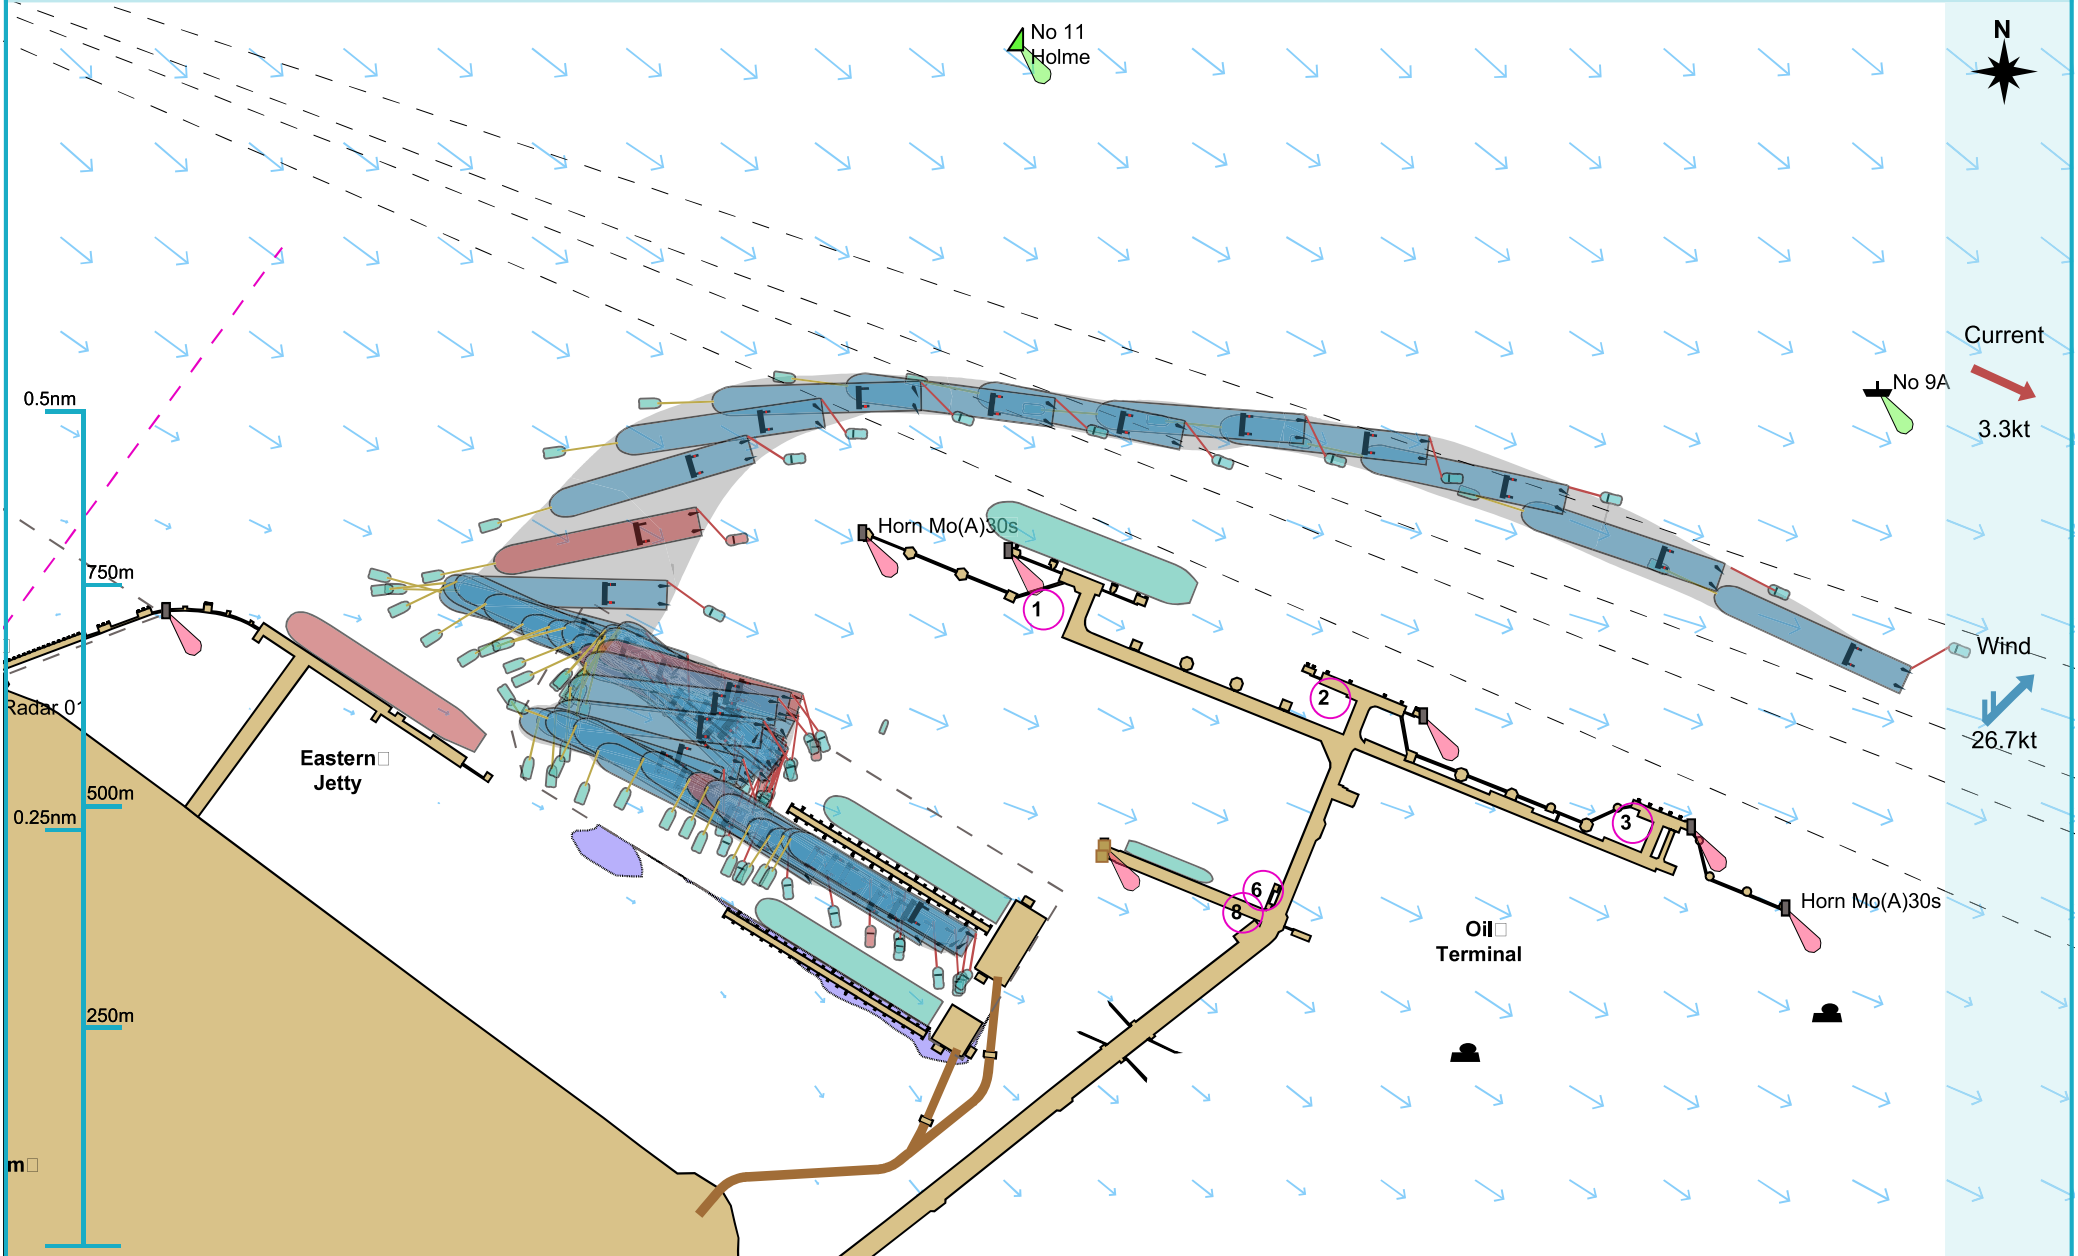 No 11
Holme
N
Current
3.3kt
No 9A
0.5nm
Horn Mo(A)30s
750m
1
Wind
26.7kt
2
Radar 01
Eastern
Jetty
500m
0.25nm
3
6
8
Horn Mo(A)30s
Oil
Terminal
250m
m